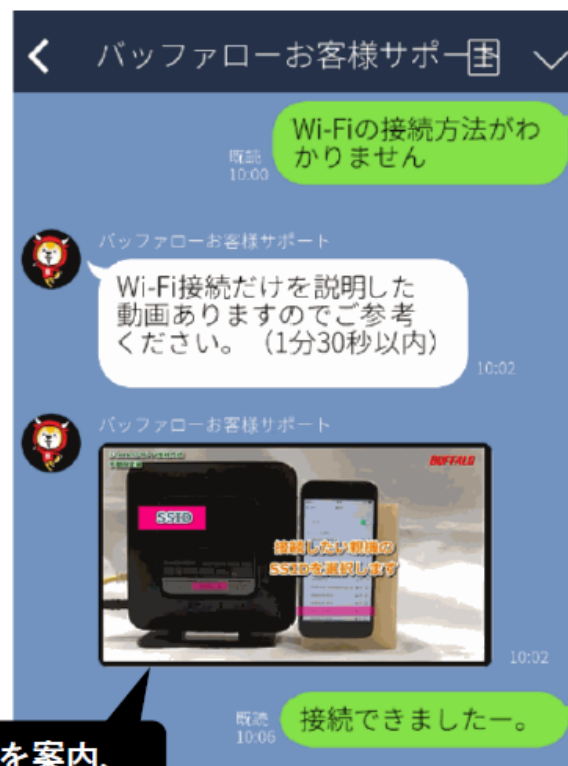 バッファローお客様サポート
Wi-Fiの接続方法がわ
かりません
既読
10:00
バッファローお客様サポート
Wi-Fi接続だけを説明した
動画ありますのでご参考
ください。（1分30秒以内）
10:02
バッファローお客様サポート
BUFFALO
SSID
接続したい親機の
SSIDを選択します
10:02
既読
10:06
接続できましたー。
を案内、